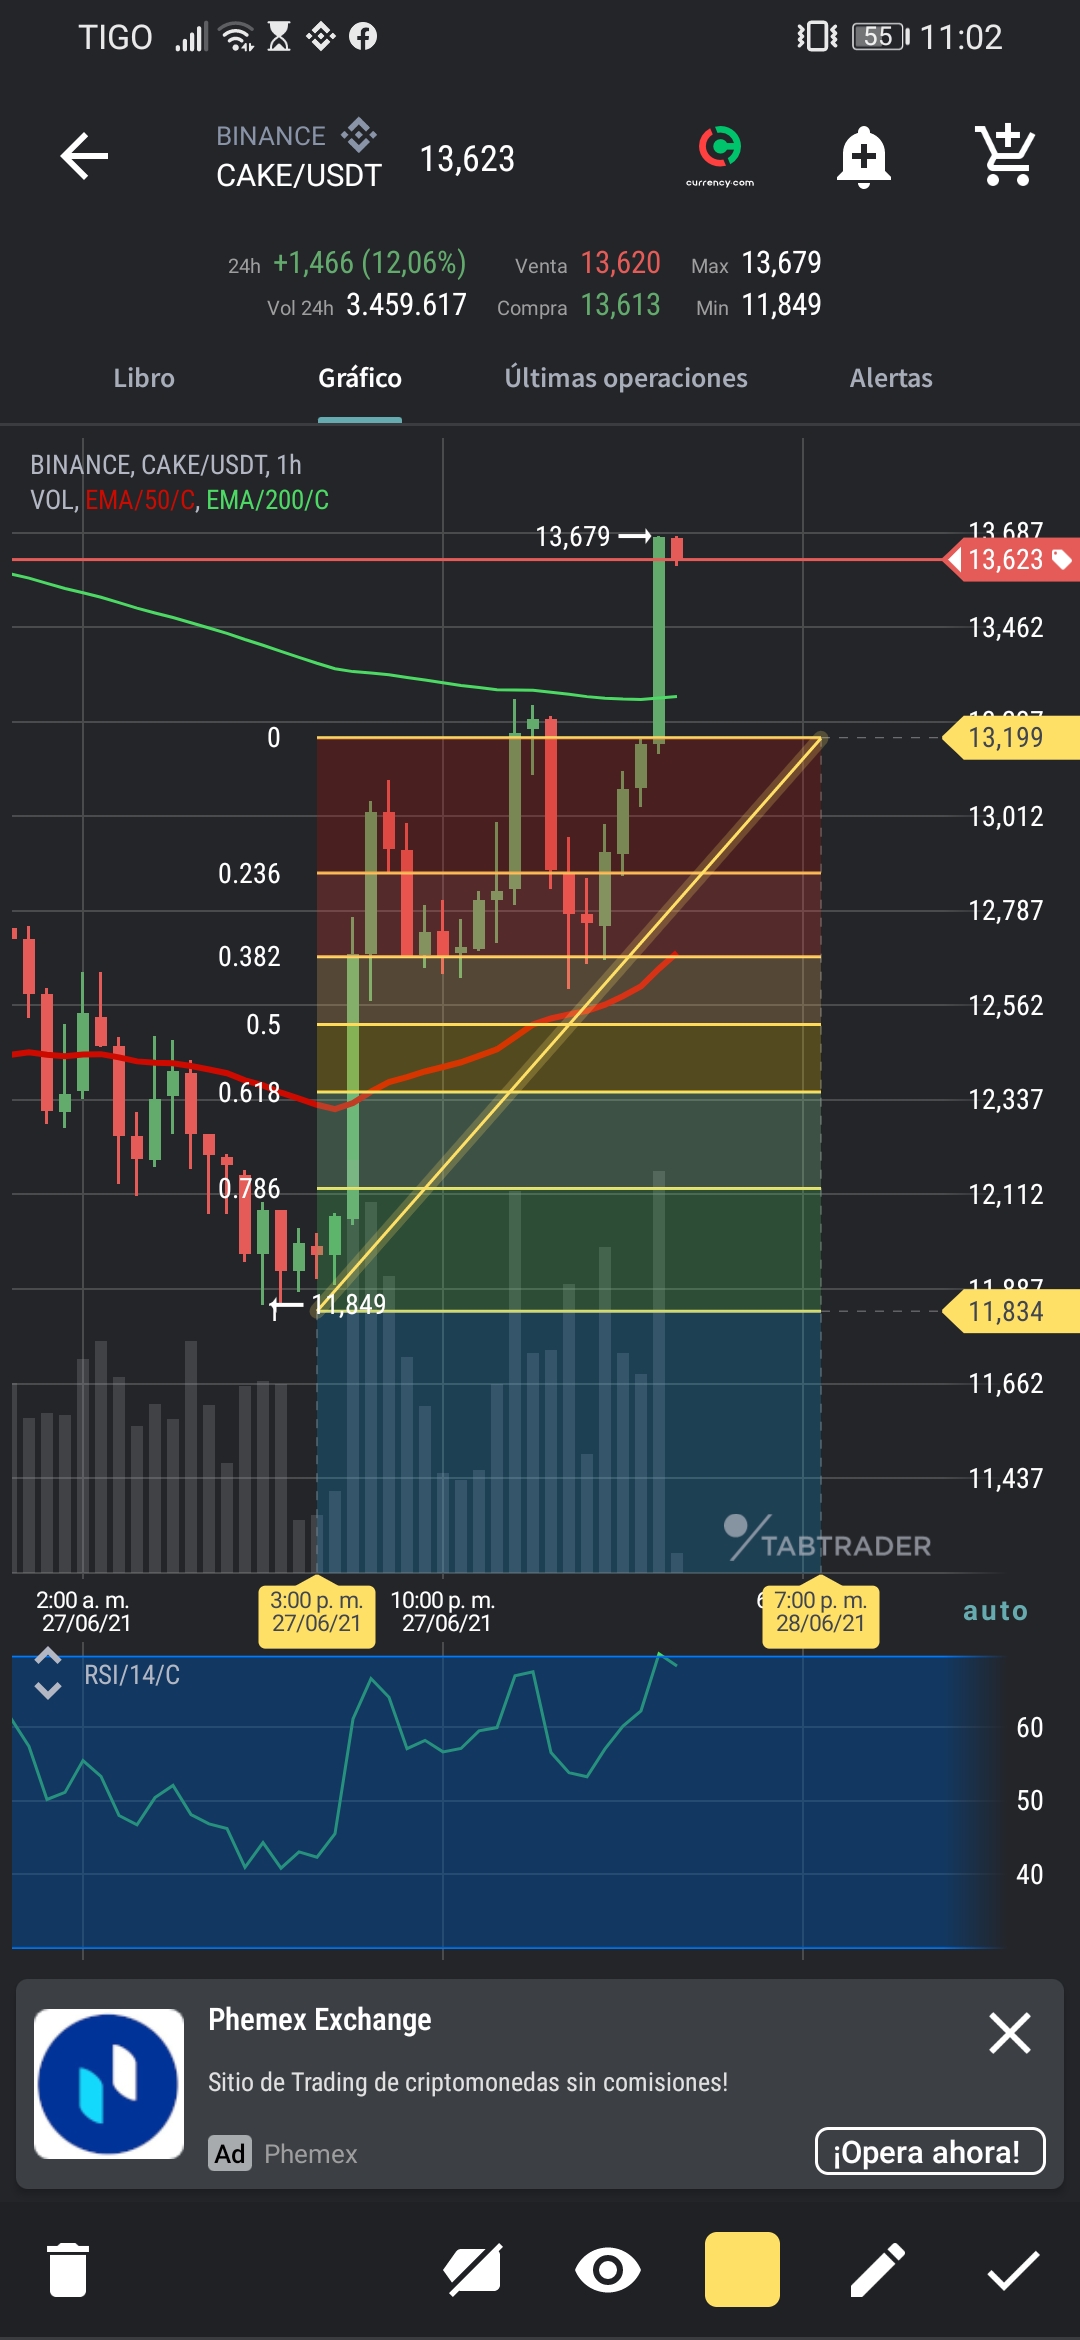 TIGO 55 11:02
BINANCE
CAKE/USDT 13,623
currency.com
24h +1,466 (12,06%) Venta 13,620 Max 13,679
Vol 24h 3.459.617 Compra 13,613 Min 11,849
Libro Gráfico Últimas operaciones Alertas
BINANCE, CAKE/USDT, 1h
VOL, EMA/50/C, EMA/200/C
13,679
13,687
13,623
13,462
0
13,199
13,012
0.236
12,787
0.382
12,562
0.5
0.618
12,337
0.786
12,112
11,887
11,849
11,834
11,662
11,437
TABTRADER
2:00 a. m. 3:00 p. m. 10:00 p. m. 7:00 p. m.
27/06/21 27/06/21 27/06/21 28/06/21
auto
RSI/14/C
60
50
40
Phemex Exchange
Sitio de Trading de criptomonedas sin comisiones!
Ad Phemex
¡Opera ahora!